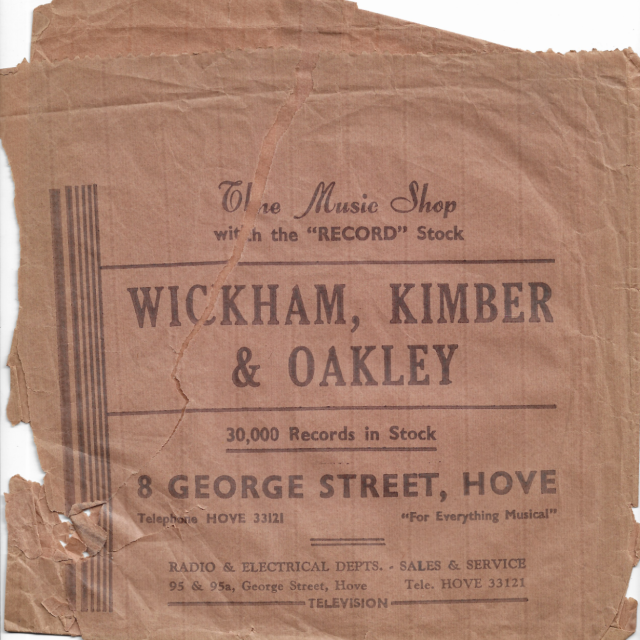 The Music Shop
with the "RECORD" Stock
WICKHAM, KIMBER
& OAKLEY
30,000 Records in Stock
8 GEORGE STREET, HOVE
Telephone HOVE 33121
"For Everything Musical"
RADIO & ELECTRICAL DEPTS. - SALES & SERVICE
95 & 95a, George Street, Hove
Tele. HOVE 33121
TELEVISION